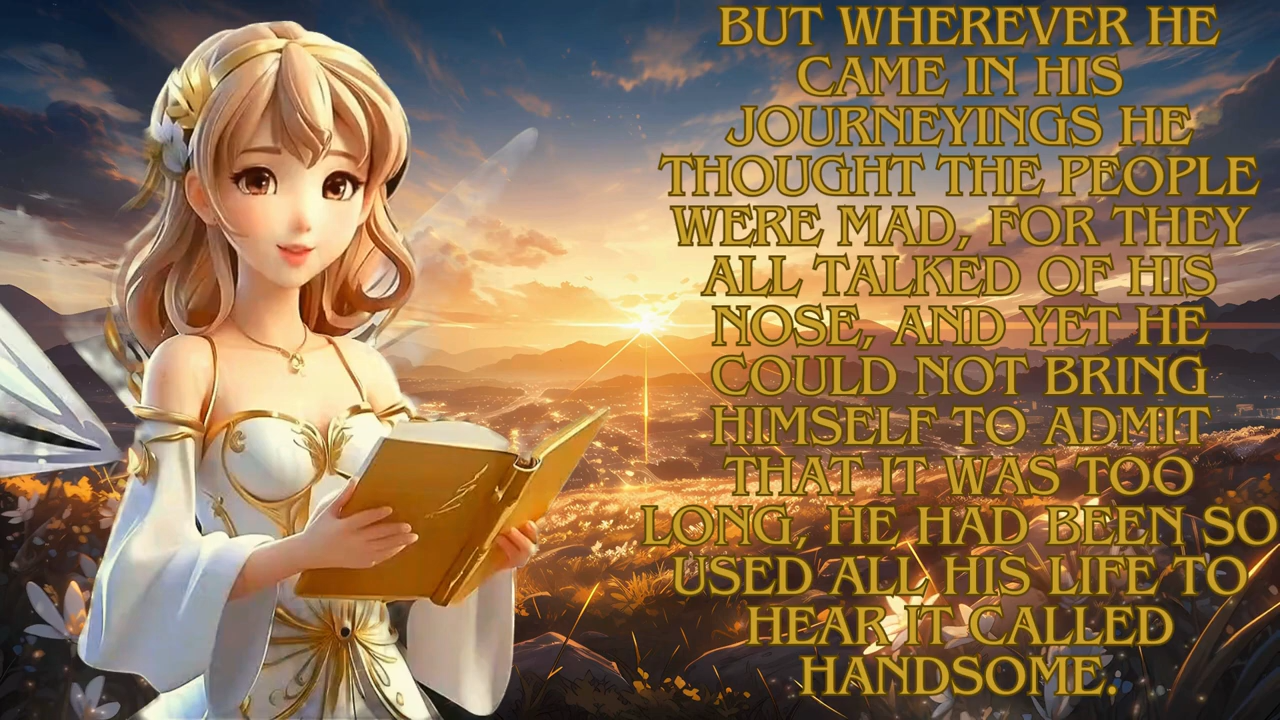 BUT WHEREVER HE
CAME IN HIS
JOURNEYINGS HE
THOUGHT THE PEOPLE
WERE MAD, FOR THEY
ALL TALKED OF HIS
NOSE, AND YET HE
COULD NOT BRING
HIMSELF TO ADMIT
THAT IT WAS TOO
LONG, HE HAD BEEN SO
USED ALL HIS LIFE TO
HEAR IT CALLED
HANDSOME.